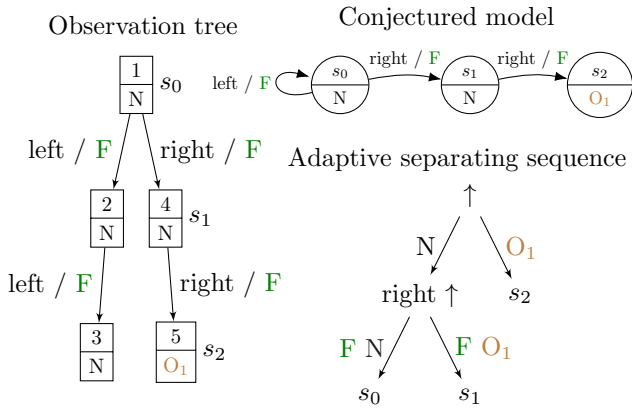 Observation tree
1
N
s₀
left / F
right / F
2
N
4
N
s₁
left / F
right / F
3
N
5
O₁
s₂
Conjectured model
left / F
s₀
N
right / F
s₁
N
right / F
s₂
O₁
Adaptive separating sequence
↑
N
O₁
right ↑
s₂
F N
F O₁
s₀
s₁